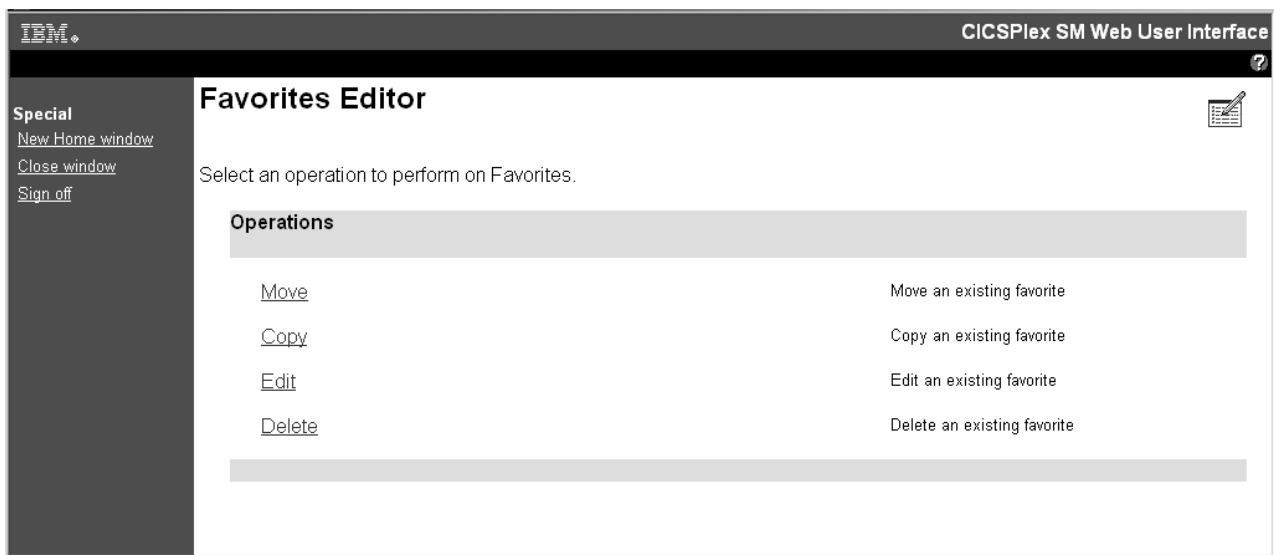 IBM®
CICSPlex SM Web User Interface
?
Special
New Home window
Close window
Sign off
Favorites Editor
Select an operation to perform on Favorites.
Operations
Move
Move an existing favorite
Copy
Copy an existing favorite
Edit
Edit an existing favorite
Delete
Delete an existing favorite